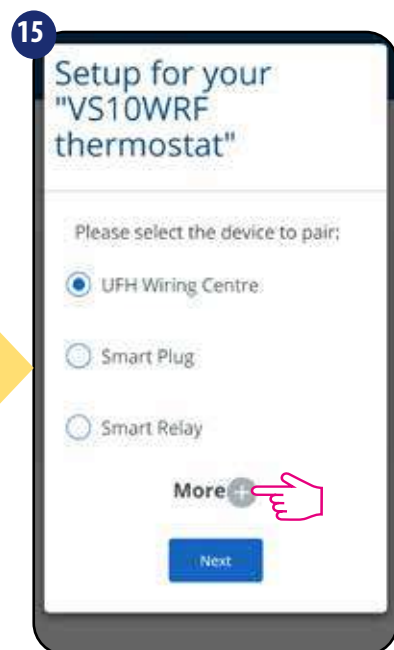 15
Setup for your
"VS10WRF
thermostat"
Please select the device to pair:
UFH Wiring Centre
Smart Plug
Smart Relay
More +
Next